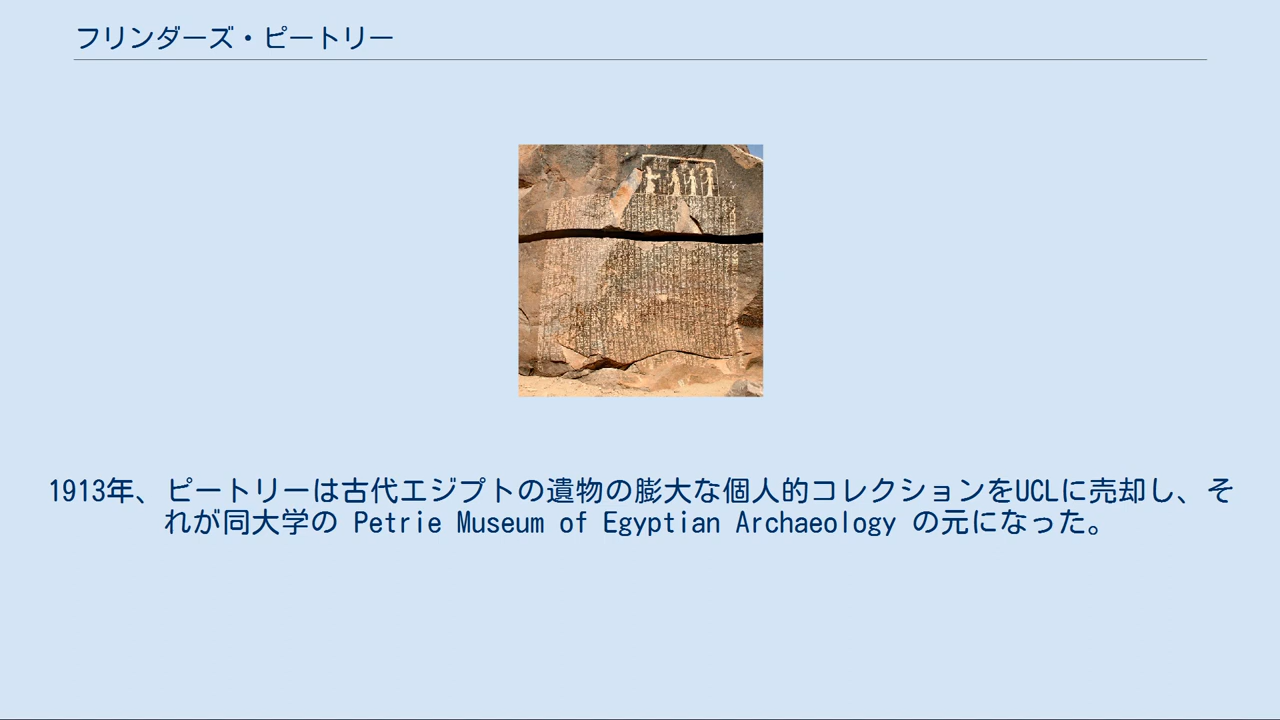 フリンダーズ・ピートリー
1913年、ピートリーは古代エジプトの遺物の膨大な個人的コレクションをUCLに売却し、そ
れが同大学の Petrie Museum of Egyptian Archaeology の元になった。